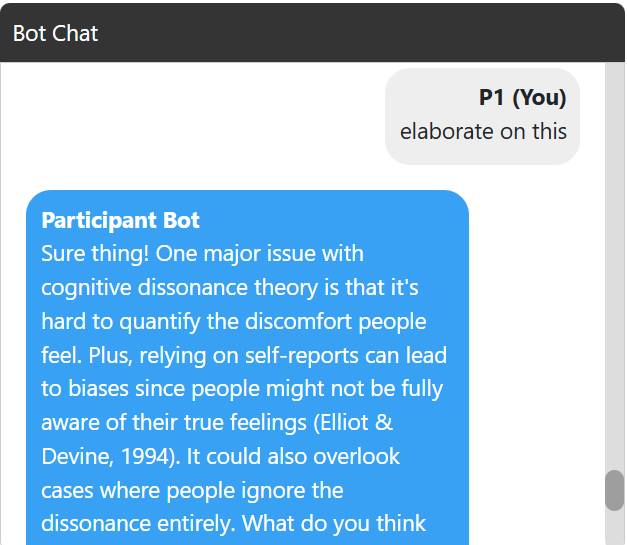 Bot Chat
P1 (You)
elaborate on this
Participant Bot
Sure thing! One major issue with
cognitive dissonance theory is that it's
hard to quantify the discomfort people
feel. Plus, relying on self-reports can lead
to biases since people might not be fully
aware of their true feelings (Elliot &
Devine, 1994). It could also overlook
cases where people ignore the
dissonance entirely. What do you think